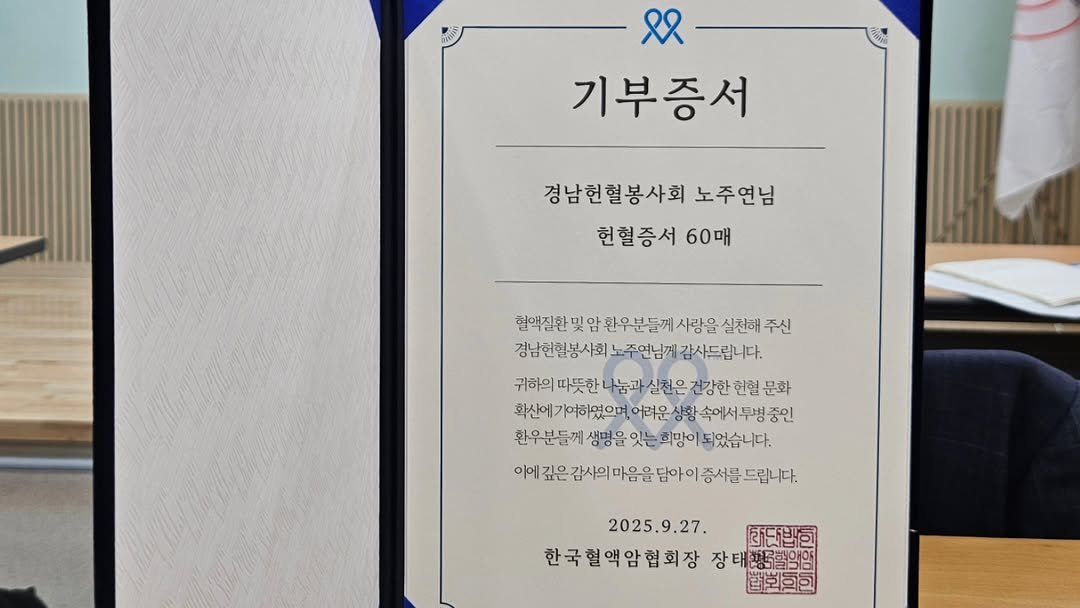 기부증서
경남헌혈봉사회 노주연님
헌혈증서 60매
혈액질환 및 암 환우분들께 사랑을 실천해 주신
경남헌혈봉사회 노주연님께 감사드립니다.
귀하의 따뜻한 나눔과 실천은 건강한 헌혈 문화
확산에 기여하였으며, 어려운 상황 속에서 투병 중인
환우분들께 생명을 잇는 희망이 되었습니다.
이에 깊은 감사의 마음을 담아 이 증서를 드립니다.
2025.9.27.
한국혈액암협회장 장태평